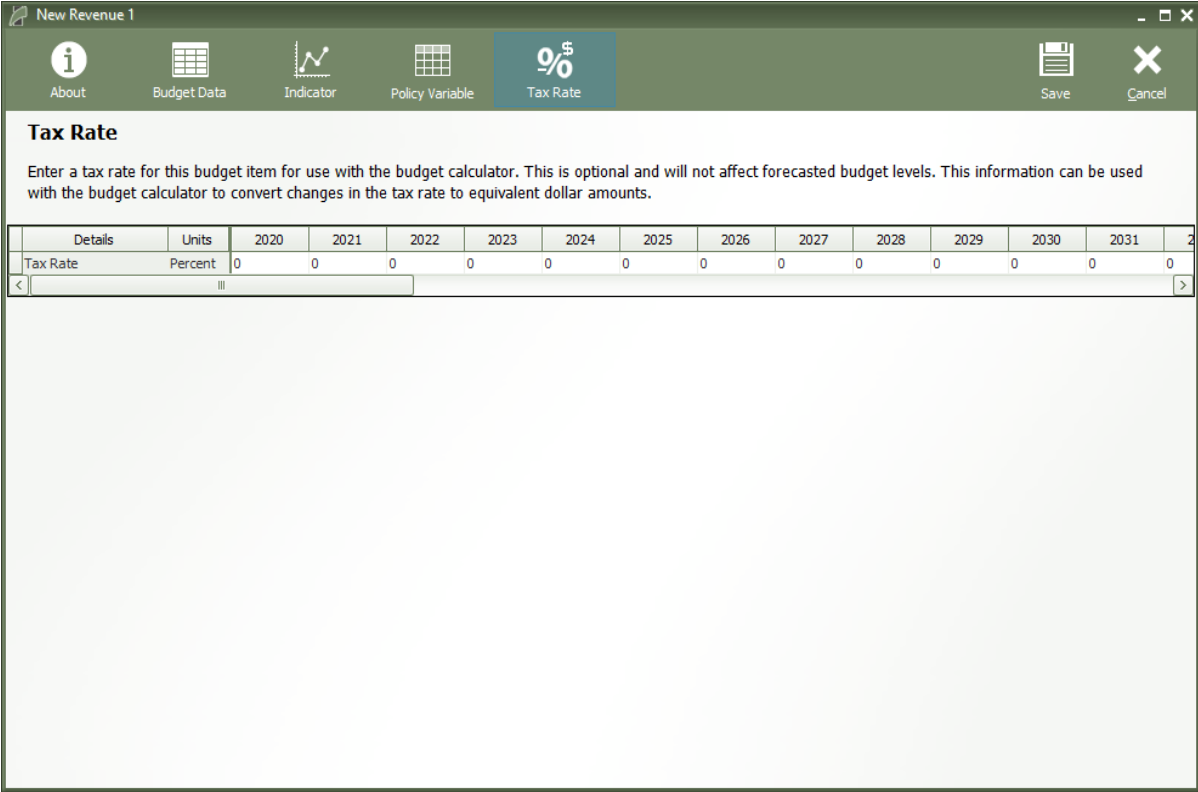 New Revenue 1
About Budget Data Indicator Policy Variable Tax Rate Save Cancel
Tax Rate
Enter a tax rate for this budget item for use with the budget calculator. This is optional and will not affect forecasted budget levels. This information can be used
with the budget calculator to convert changes in the tax rate to equivalent dollar amounts.
Details Units 2020 2021 2022 2023 2024 2025 2026 2027 2028 2029 2030 2031 2
Tax Rate Percent 0 0 0 0 0 0 0 0 0 0 0 0 0